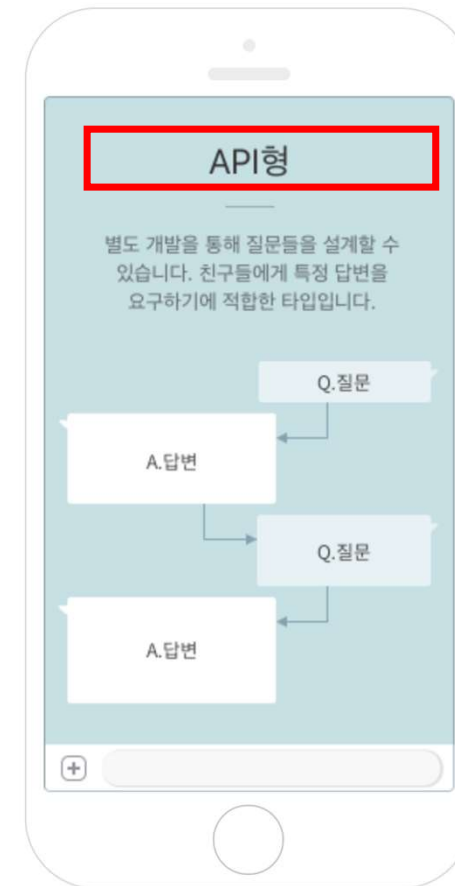 API형
별도 개발을 통해 질문들을 설계할 수
있습니다. 친구들에게 특정 답변을
요구하기에 적합한 타입입니다.
Q.질문
A.답변
Q.질문
A.답변